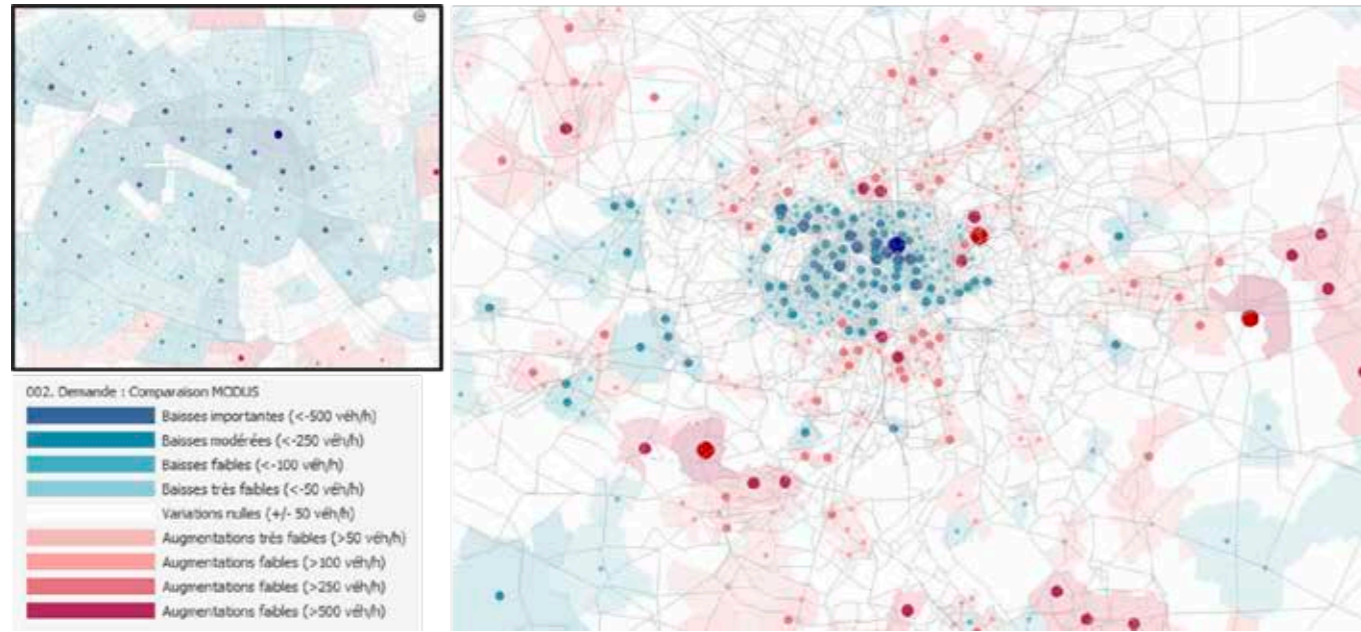 002. Demande : Comparaison MODUS
Baisses importantes (<-500 véh/h)
Baisses modérées (<-250 véh/h)
Baisses faibles (<-100 véh/h)
Baisses très faibles (<-50 véh/h)
Variations nulles (+/- 50 véh/h)
Augmentations très faibles (>50 véh/h)
Augmentations faibles (>100 véh/h)
Augmentations faibles (>250 véh/h)
Augmentations faibles (>500 véh/h)